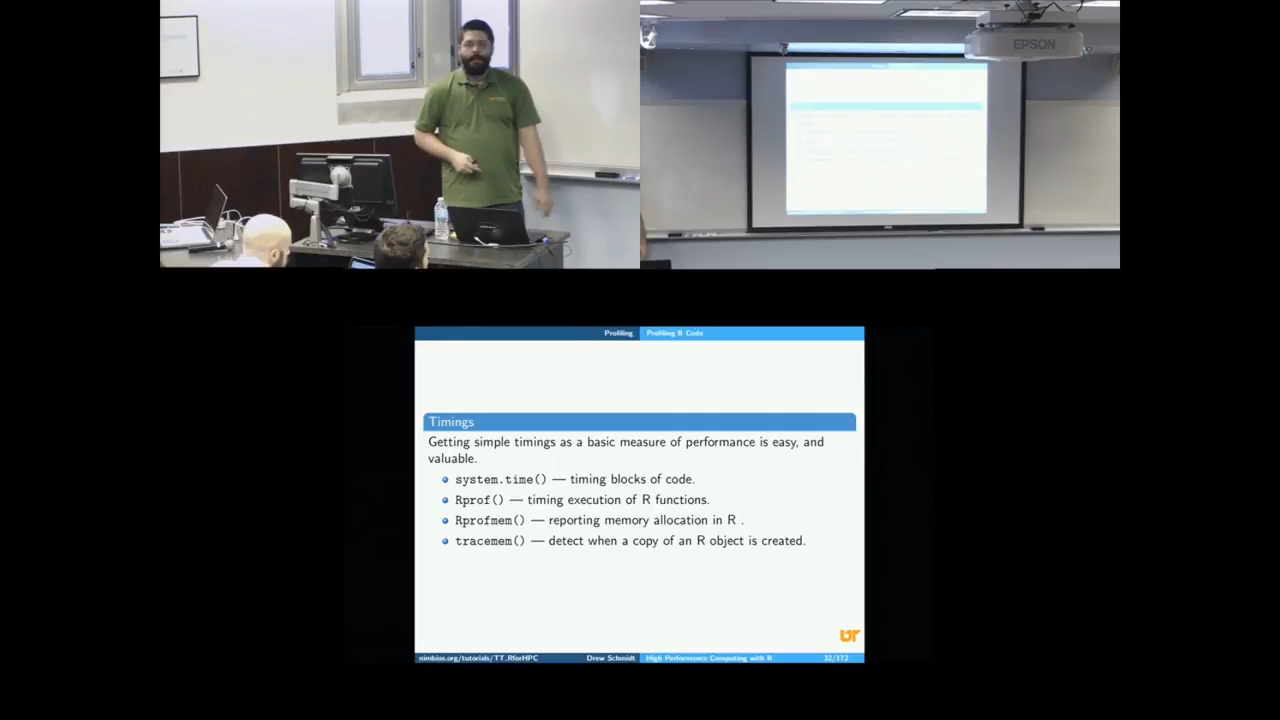 EPSON
Profiling Profiling R Code
Timings
Getting simple timings as a basic measure of performance is easy, and
valuable.
system.time() — timing blocks of code.
Rprof() — timing execution of R functions.
Rprofmem() — reporting memory allocation in R .
tracemem() — detect when a copy of an R object is created.
UT
nimbios.org/tutorials/TT_RforHPC Drew Schmidt High Performance Computing with R 32/172